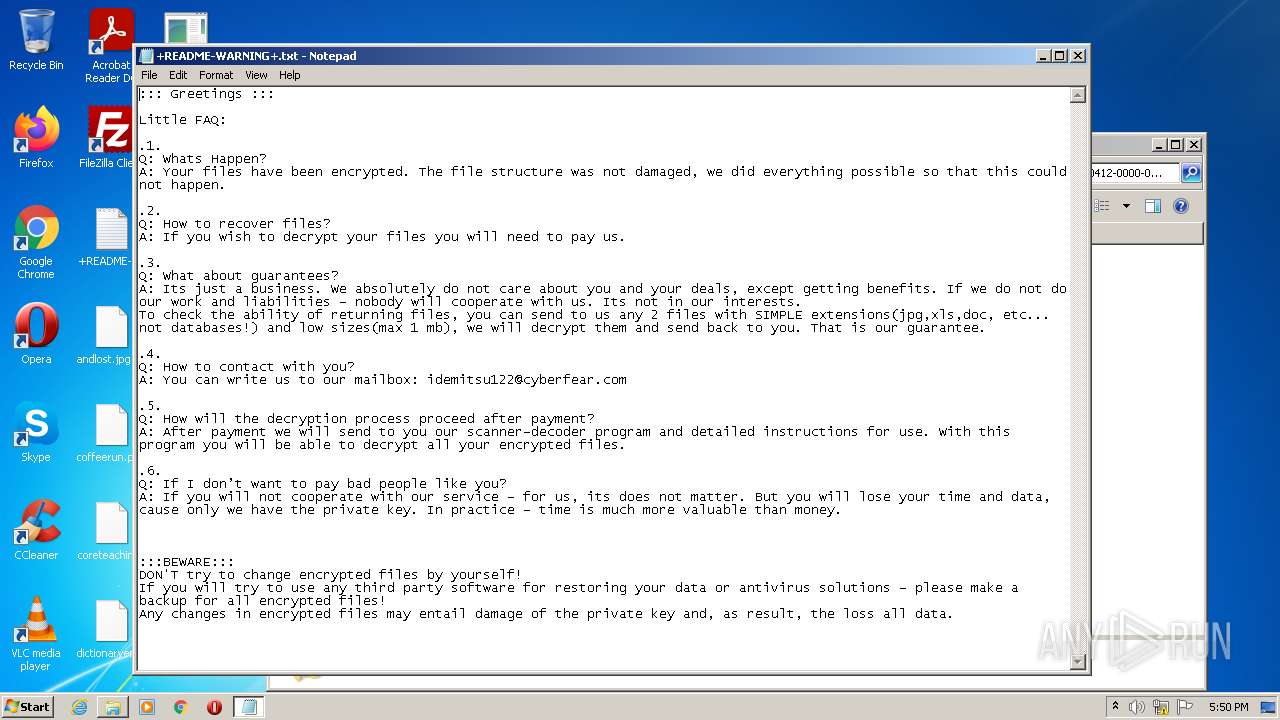 Recycle Bin
Acrobat
Reader D
Firefox
FileZilla Clie
Google
Chrome
+README-
Opera
andlost.jpg
Skype
coffeerun.p
CCleaner
coreteachin
VLC media
player
dictionaryve
+README-WARNING+.txt - Notepad
File Edit Format View Help
::: Greetings :::
Little FAQ:
.1.
Q: Whats Happen?
A: Your files have been encrypted. The file structure was not damaged, we did everything possible so that this could
not happen.
.2.
Q: How to recover files?
A: If you wish to decrypt your files you will need to pay us.
.3.
Q: What about guarantees?
A: Its just a business. We absolutely do not care about you and your deals, except getting benefits. If we do not do
our work and liabilities - nobody will cooperate with us. Its not in our interests.
To check the ability of returning files, you can send to us any 2 files with SIMPLE extensions(jpg,xls,doc, etc...
not databases!) and low sizes(max 1 mb), we will decrypt them and send back to you. That is our guarantee.
.4.
Q: How to contact with you?
A: You can write us to our mailbox: idemitsu122@cyberfear.com
.5.
Q: How will the decryption process proceed after payment?
A: After payment we will send to you our scanner-decoder program and detailed instructions for use. With this
program you will be able to decrypt all your encrypted files.
.6.
Q: If I don’t want to pay bad people like you?
A: If you will not cooperate with our service - for us, its does not matter. But you will lose your time and data,
cause only we have the private key. In practice - time is much more valuable than money.
:::BEWARE:::
DON'T try to change encrypted files by yourself!
If you will try to use any third party software for restoring your data or antivirus solutions - please make a
backup for all encrypted files!
Any changes in encrypted files may entail damage of the private key and, as result, the loss all data.
0412-0000-0...
ANY RUN
Start
5:50 PM